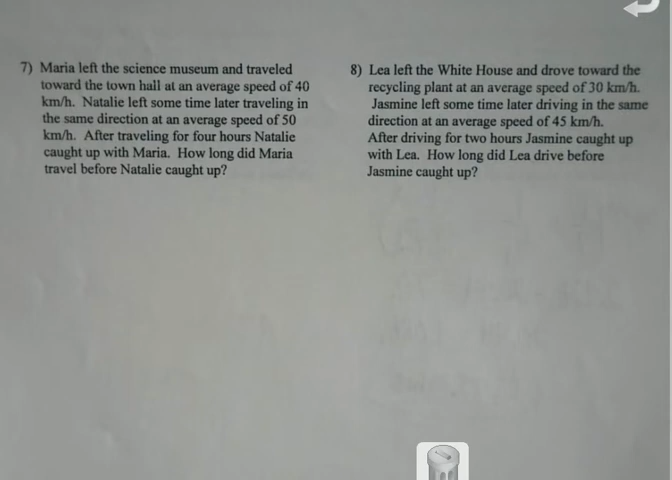 7) Maria left the science museum and traveled
toward the town hall at an average speed of 40
km/h. Natalie left some time later traveling in
the same direction at an average speed of 50
km/h. After traveling for four hours Natalie
caught up with Maria. How long did Maria
travel before Natalie caught up?
8) Lea left the White House and drove toward the
recycling plant at an average speed of 30 km/h.
Jasmine left some time later driving in the same
direction at an average speed of 45 km/h.
After driving for two hours Jasmine caught up
with Lea. How long did Lea drive before
Jasmine caught up?